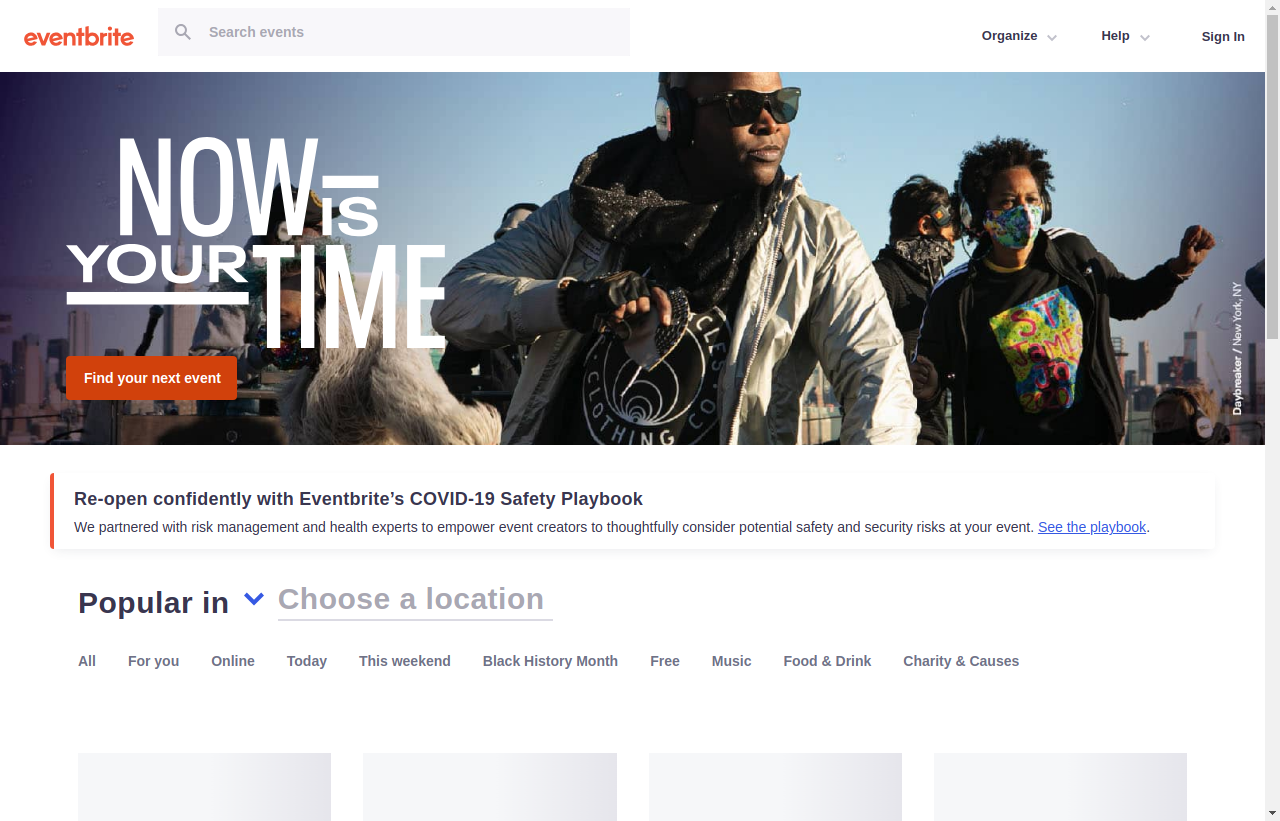 eventbrite
Search events
Organize
Help
Sign In
NOW IS
YOUR TIME
Find your next event
Daybreaker / New York, NY
Re-open confidently with Eventbrite’s COVID-19 Safety Playbook
We partnered with risk management and health experts to empower event creators to thoughtfully consider potential safety and security risks at your event. See the playbook.
Popular in
Choose a location
All
For you
Online
Today
This weekend
Black History Month
Free
Music
Food & Drink
Charity & Causes